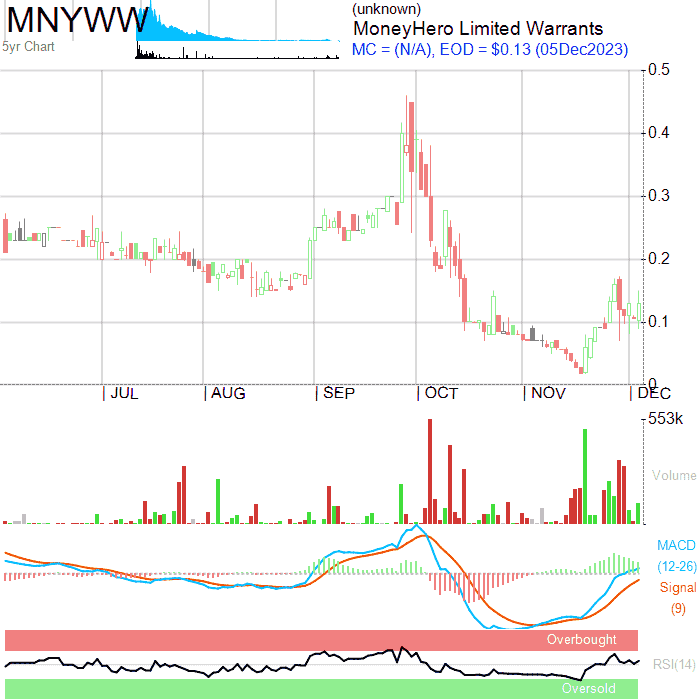 MNYWW
(unknown)
MoneyHero Limited Warrants
5yr Chart
MC = (N/A), EOD = $0.13 (05Dec2023)
0.5
0.4
0.3
0.2
0.1
0
JUL AUG SEP OCT NOV DEC
553k
Volume
MACD
(12-26)
Signal
(9)
Overbought
RSI(14)
Oversold